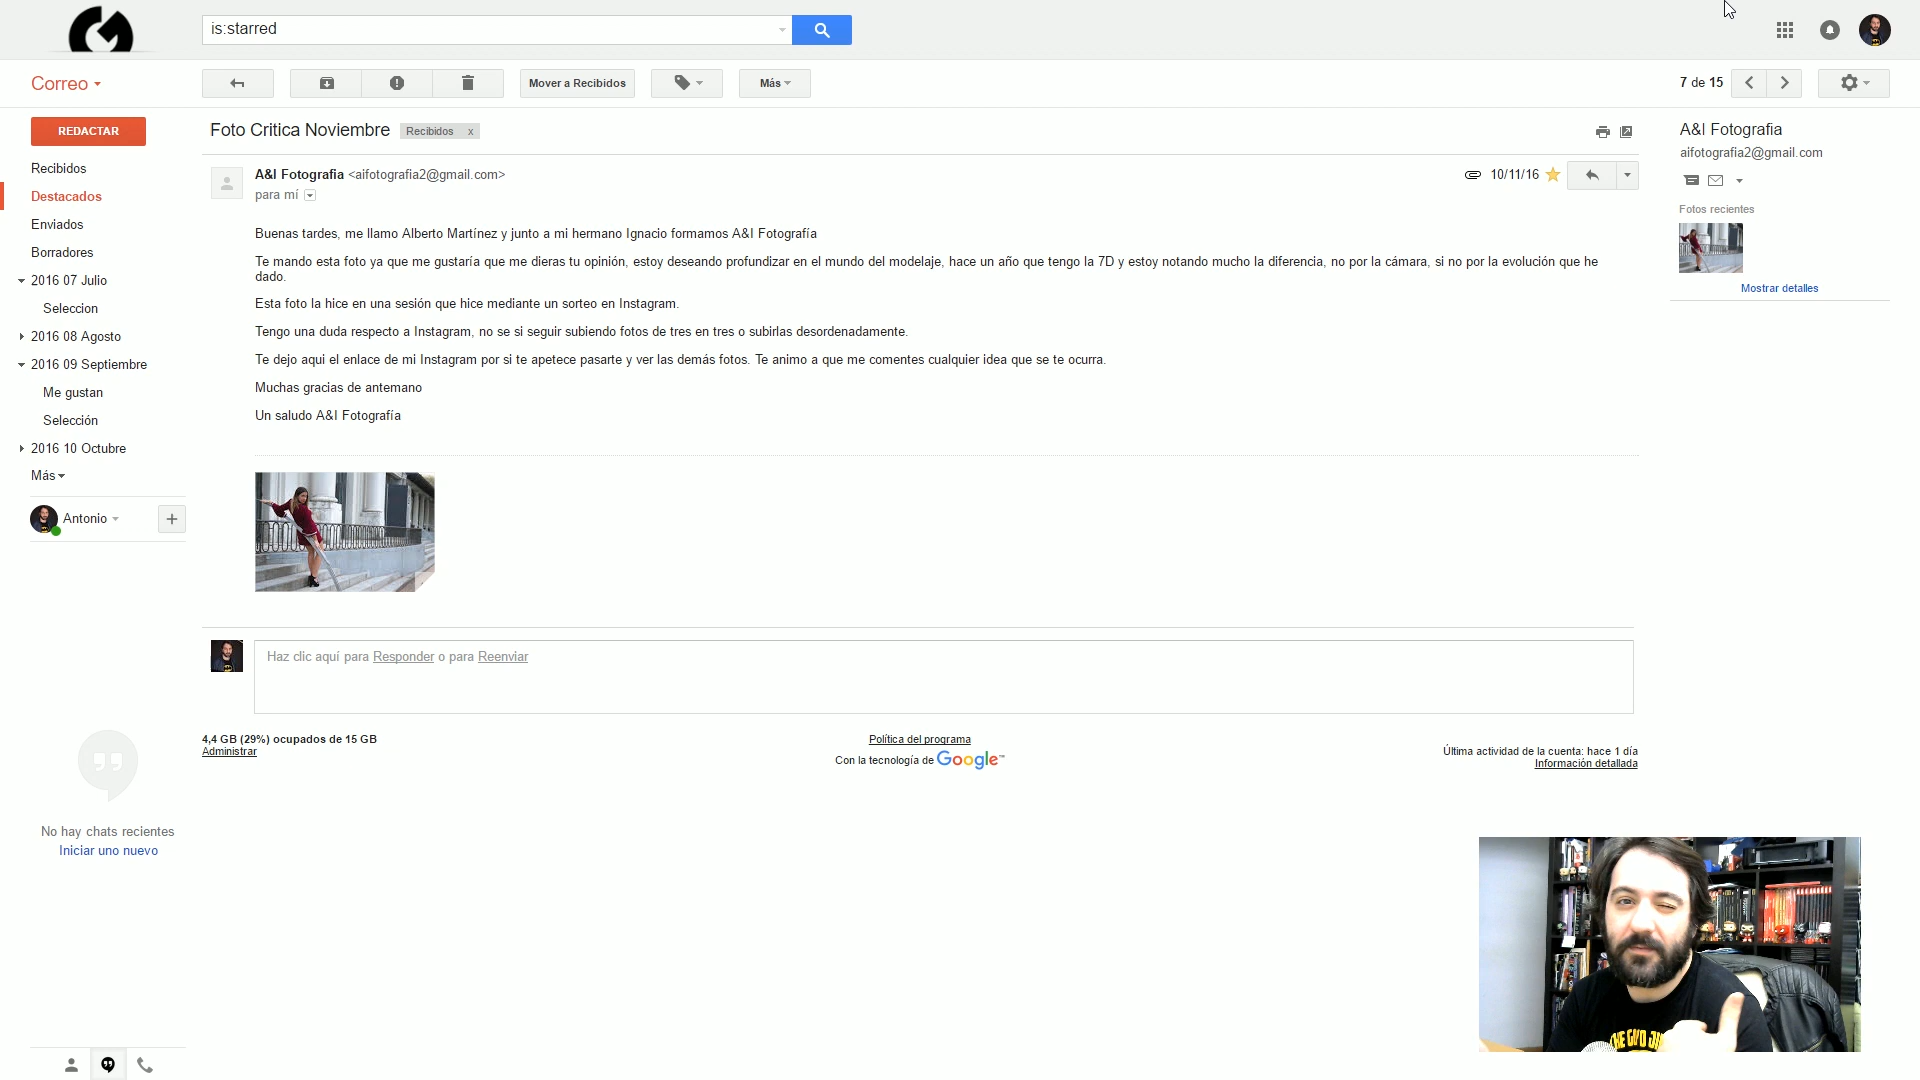 is:starred
Correo
Mover a Recibidos
Más
7 de 15
REDACTAR
Recibidos
Destacados
Enviados
Borradores
2016 07 Julio
Seleccion
2016 08 Agosto
2016 09 Septiembre
Me gustan
Selección
2016 10 Octubre
Más
Antonio
No hay chats recientes
Iniciar uno nuevo
Foto Critica Noviembre Recibidos x
A&I Fotografia <aifotografia2@gmail.com> 10/11/16
para mí
Buenas tardes, me llamo Alberto Martínez y junto a mi hermano Ignacio formamos A&I Fotografía
Te mando esta foto ya que me gustaría que me dieras tu opinión, estoy deseando profundizar en el mundo del modelaje, hace un año que tengo la 7D y estoy notando mucho la diferencia, no por la cámara, si no por la evolución que he
dado.
Esta foto la hice en una sesión que hice mediante un sorteo en Instagram.
Tengo una duda respecto a Instagram, no se si seguir subiendo fotos de tres en tres o subirlas desordenadamente.
Te dejo aqui el enlace de mi Instagram por si te apetece pasarte y ver las demás fotos. Te animo a que me comentes cualquier idea que se te ocurra.
Muchas gracias de antemano
Un saludo A&I Fotografía
Haz clic aquí para Responder o para Reenviar
4,4 GB (29%) ocupados de 15 GB
Administrar
Política del programa
Con la tecnología de Google™
Última actividad de la cuenta: hace 1 día
Información detallada
A&I Fotografia
aifotografia2@gmail.com
Fotos recientes
Mostrar detalles